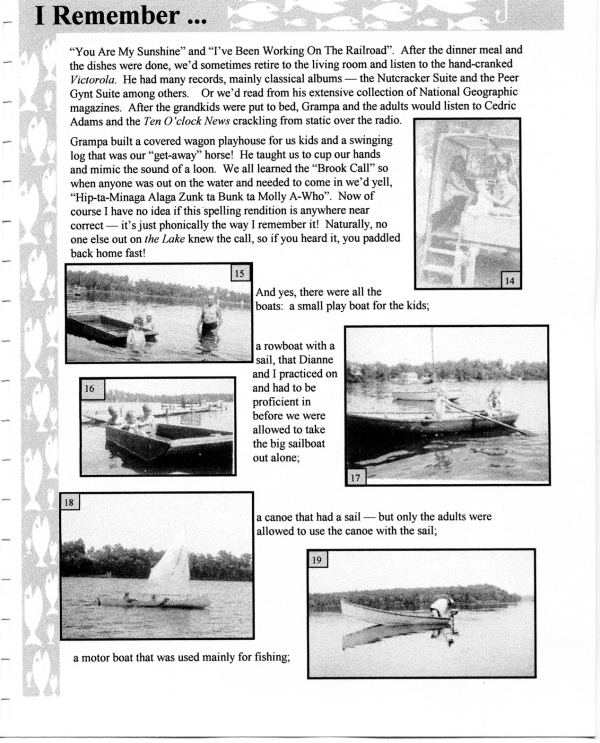 I Remember ...
"You Are My Sunshine" and "I've Been Working On The Railroad". After the dinner meal and
the dishes were done, we'd sometimes retire to the living room and listen to the hand-cranked
Victorola. He had many records, mainly classical albums — the Nutcracker Suite and the Peer
Gynt Suite among others. Or we'd read from his extensive collection of National Geographic
magazines. After the grandkids were put to bed, Grampa and the adults would listen to Cedric
Adams and the Ten O'clock News crackling from static over the radio.
Grampa built a covered wagon playhouse for us kids and a swinging
log that was our "get-away" horse! He taught us to cup our hands
and mimic the sound of a loon. We all learned the "Brook Call" so
when anyone was out on the water and needed to come in we'd yell,
"Hip-ta-Minaga Alaga Zunk ta Bunk ta Molly A-Who". Now of
course I have no idea if this spelling rendition is anywhere near
correct — it's just phonically the way I remember it! Naturally, no
one else out on the Lake knew the call, so if you heard it, you paddled
back home fast!
14
15
And yes, there were all the
boats: a small play boat for the kids;
a rowboat with a
sail, that Dianne
and I practiced on
and had to be
proficient in
before we were
allowed to take
the big sailboat
out alone;
16
17
18
a canoe that had a sail — but only the adults were
allowed to use the canoe with the sail;
19
a motor boat that was used mainly for fishing;